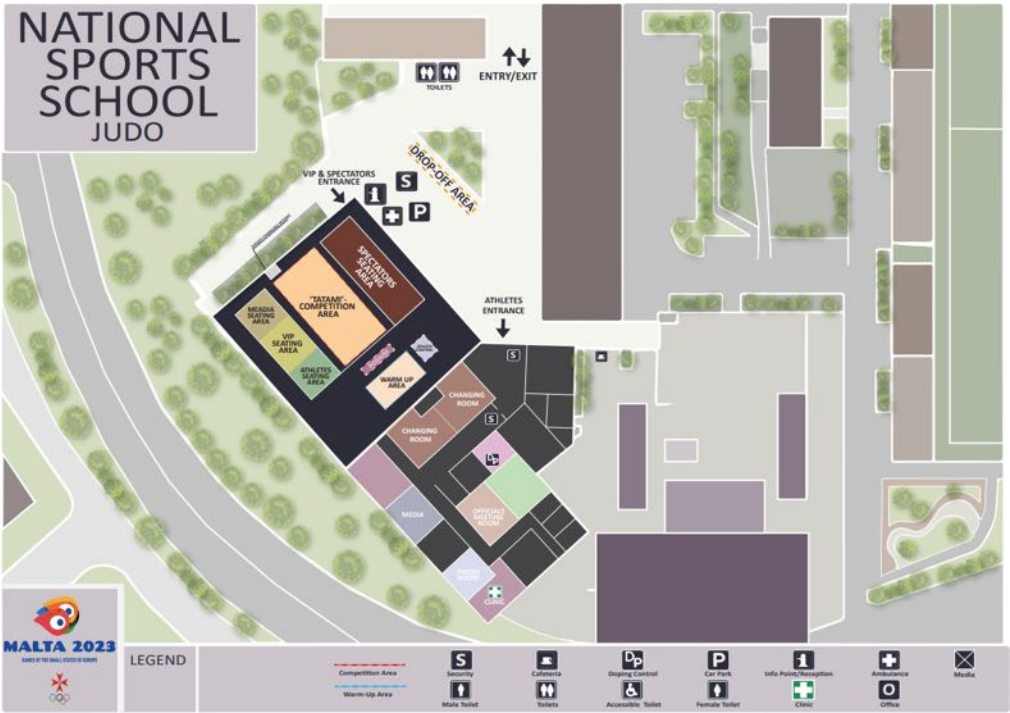 NATIONAL
SPORTS
SCHOOL
JUDO
TOILETS
ENTRY/EXIT
DROP-OFF AREA
VIP & SPECTATORS
ENTRANCE
S
i
P
SPECTATORS
SEATING
AREA
'TATAMI'-
COMPETITION
AREA
MEADIA
SEATING
AREA
VIP
SEATING
AREA
ATHLETES
SEATING
AREA
WARM UP
AREA
ATHLETES
ENTRANCE
S
CHANGING
ROOM
CHANGING
ROOM
S
DP
MEDIA
OFFICIALS
MEETING
ROOM
CLINIC
MALTA 2023
GAMES OF THE SMALL STATES OF EUROPE
LEGEND
Competition Area
Warm-Up Area
S
Security
Cafeteria
DP
Doping Control
P
Car Park
i
Info Point/Reception
Ambulance
Media
Male Toilet
Toilets
Accessible Toilet
Female Toilet
Clinic
O
Office